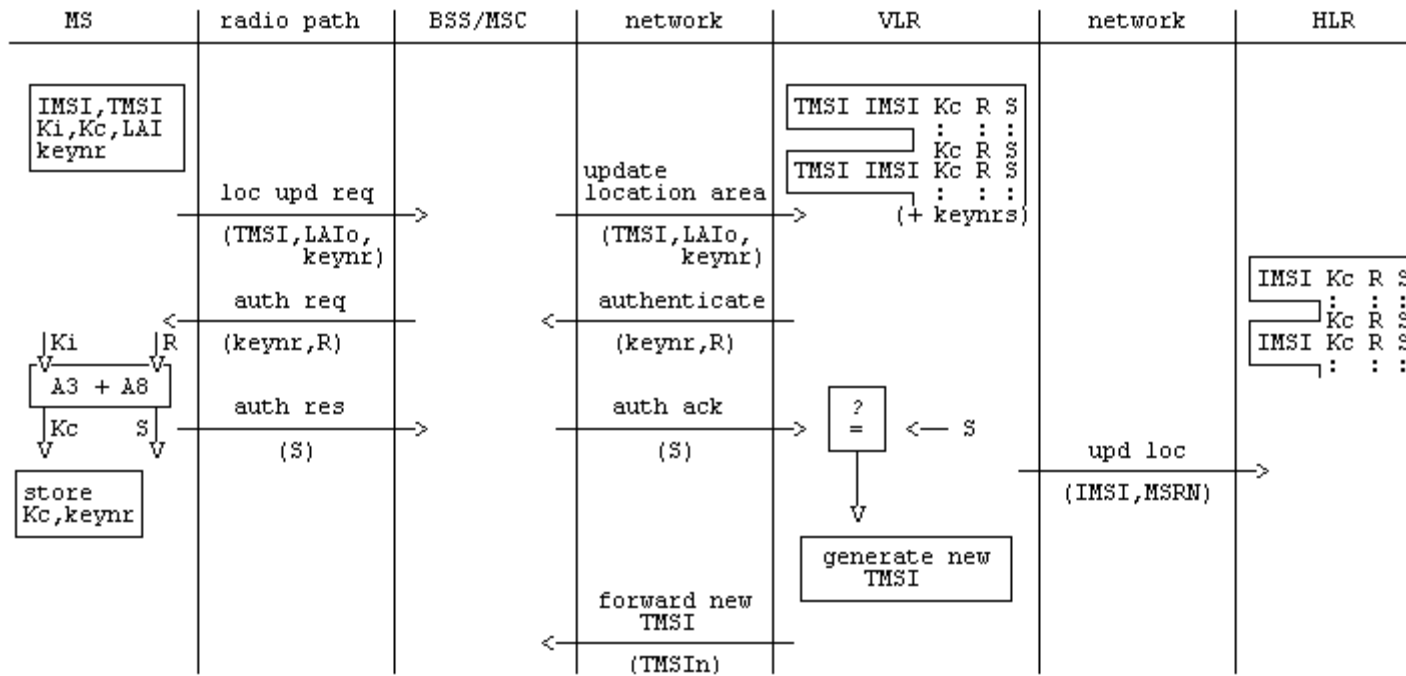 MS radio path BSS/MSC network VLR network HLR
IMSI,TMSI
Ki,Kc,LAI
keynr
TMSI IMSI Kc R S
: : :
Kc R S
TMSI IMSI Kc R S
: : :
(+ keynrs)
loc upd req
(TMSI,LAIo,
keynr)
update
location area
(TMSI,LAIo,
keynr)
IMSI Kc R S
: : :
Kc R S
IMSI Kc R S
: : :
auth req
(keynr,R)
authenticate
(keynr,R)
Ki R
A3 + A8
Kc S
auth res
(S)
auth ack
(S)
?
=
S
upd loc
(IMSI,MSRN)
store
Kc,keynr
generate new
TMSI
forward new
TMSI
(TMSIn)